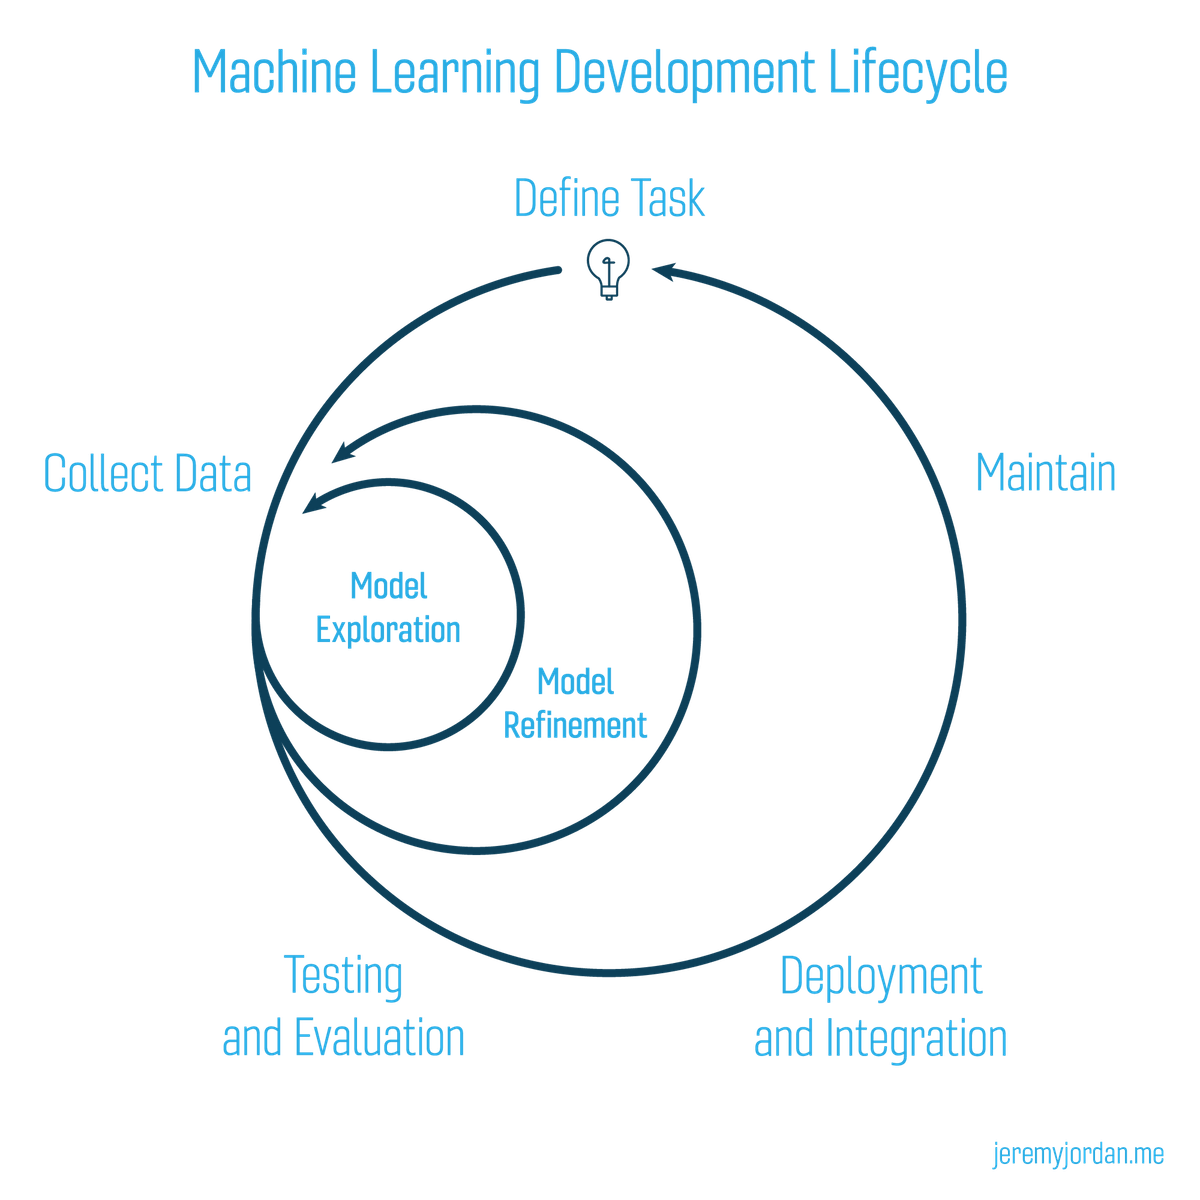 Machine Learning Development Lifecycle
Define Task
Collect Data
Maintain
Model
Exploration
Model
Refinement
Testing
and Evaluation
Deployment
and Integration
jeremyjordan.me